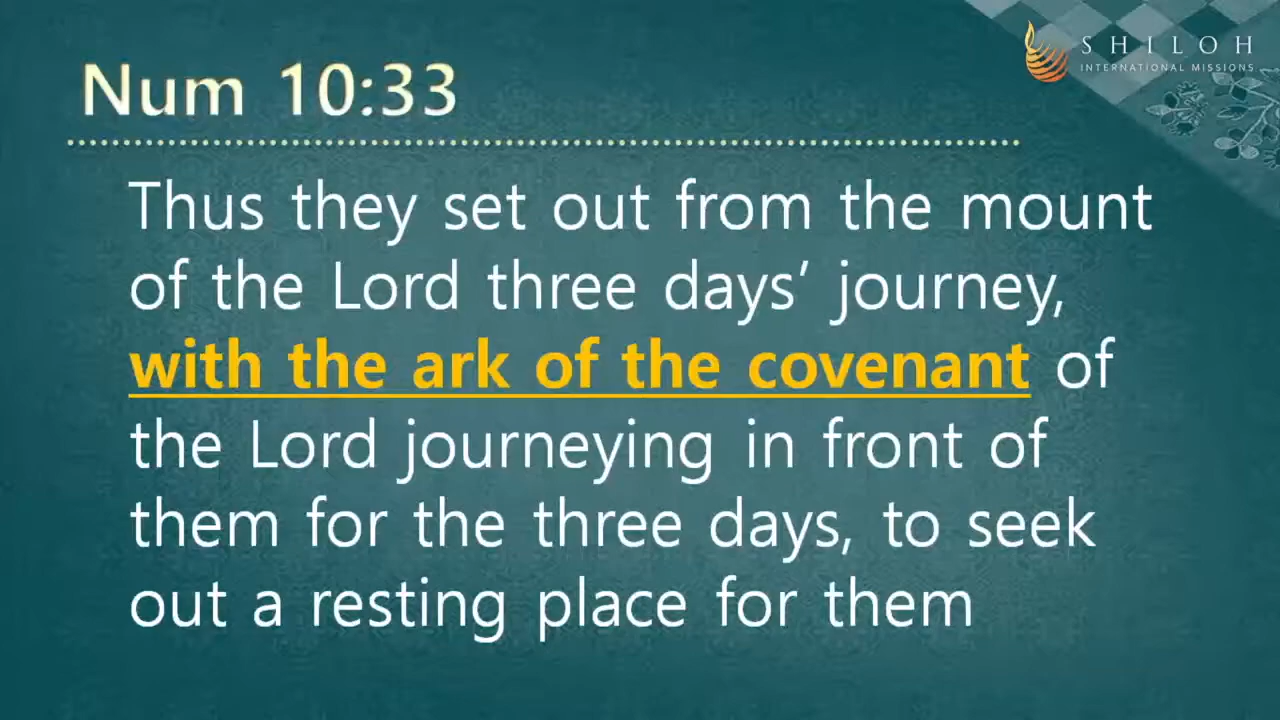 SHILOH
INTERNATIONAL MISSIONS
Num 10:33
Thus they set out from the mount
of the Lord three days’ journey,
with the ark of the covenant of
the Lord journeying in front of
them for the three days, to seek
out a resting place for them